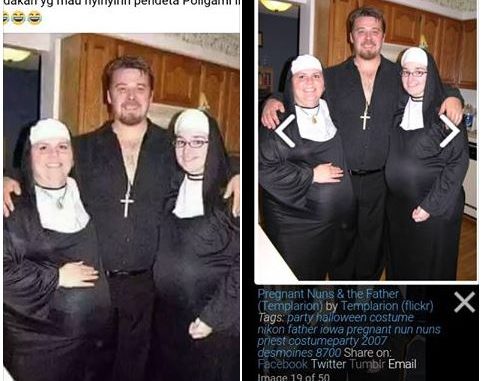 dakah yg mau nyinyirin pendeta Poligami
Pregnant Nuns & the Father
(Templarion) by Templarion (flickr)
Tags: party halloween costume
nikon father iowa pregnant nun nuns
priest costumeparty 2007
desmoines 8700 Share on:
Facebook Twitter Tumblr Email
Image 19 of 50